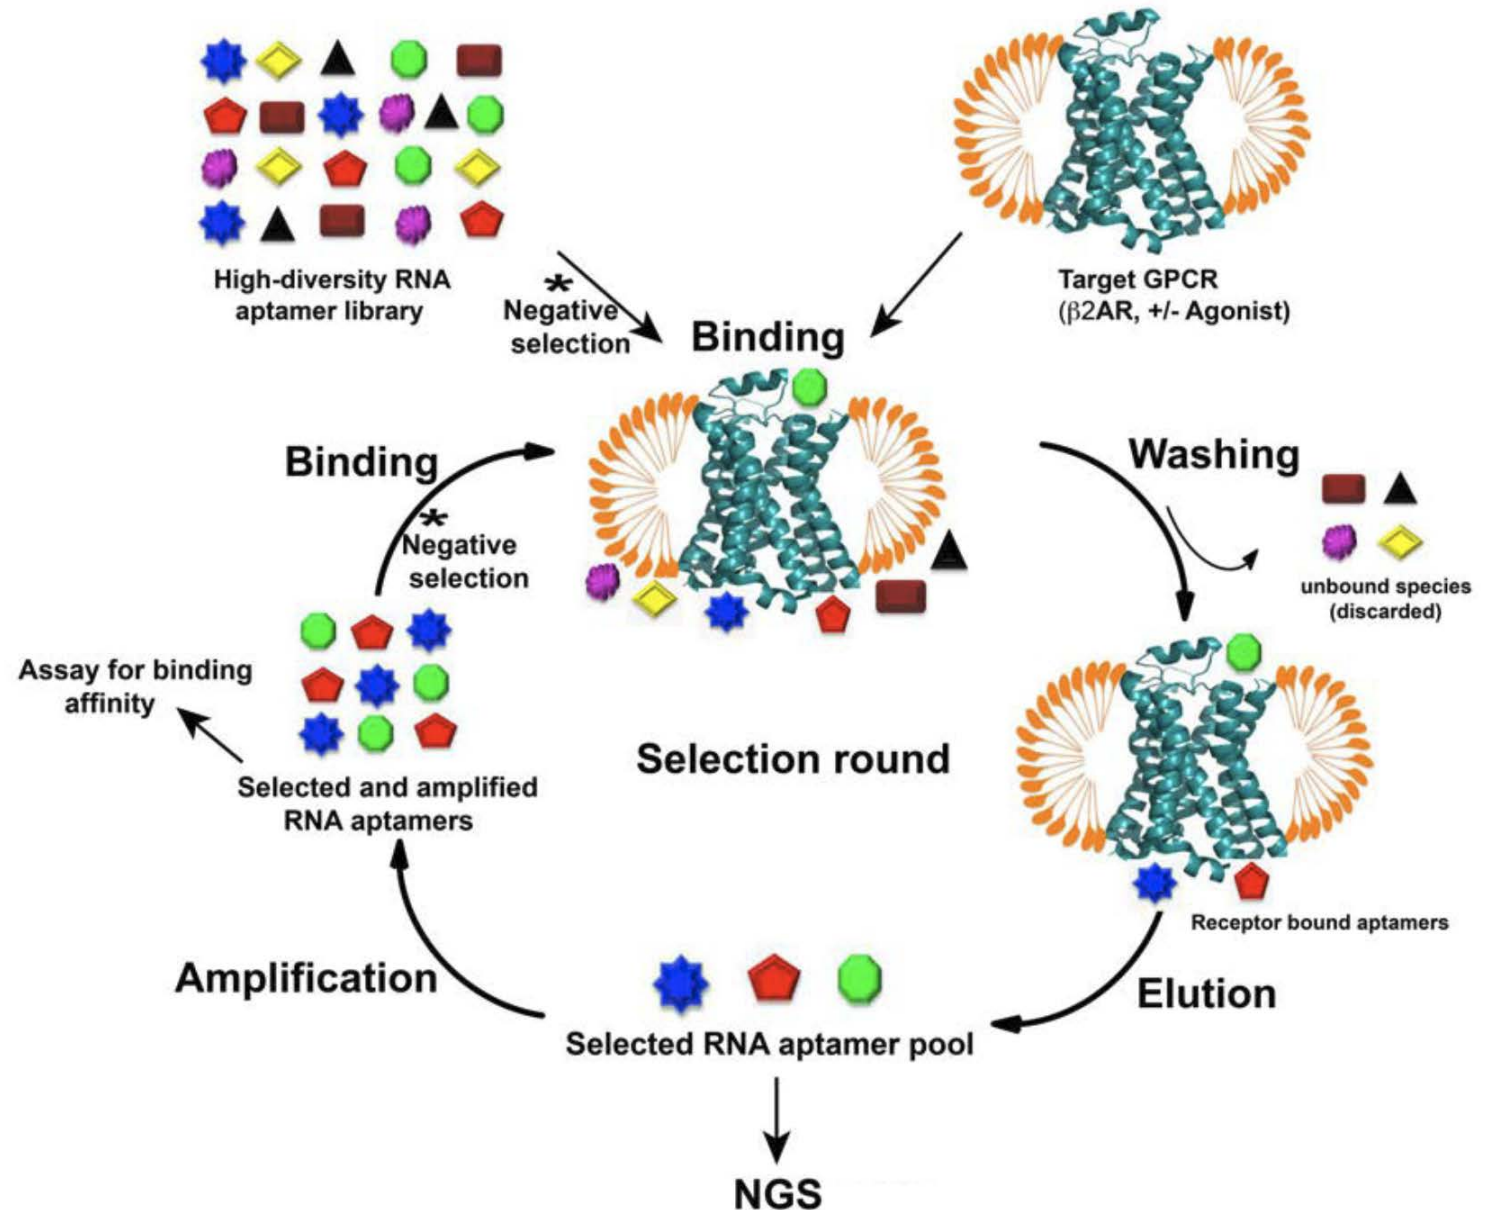 High-diversity RNA
aptamer library
*
Negative
selection
Target GPCR
(β2AR, +/- Agonist)
Binding
Binding
*
Negative
selection
Washing
unbound species
(discarded)
Assay for binding
affinity
Selected and amplified
RNA aptamers
Selection round
Receptor bound aptamers
Amplification
Elution
Selected RNA aptamer pool
NGS